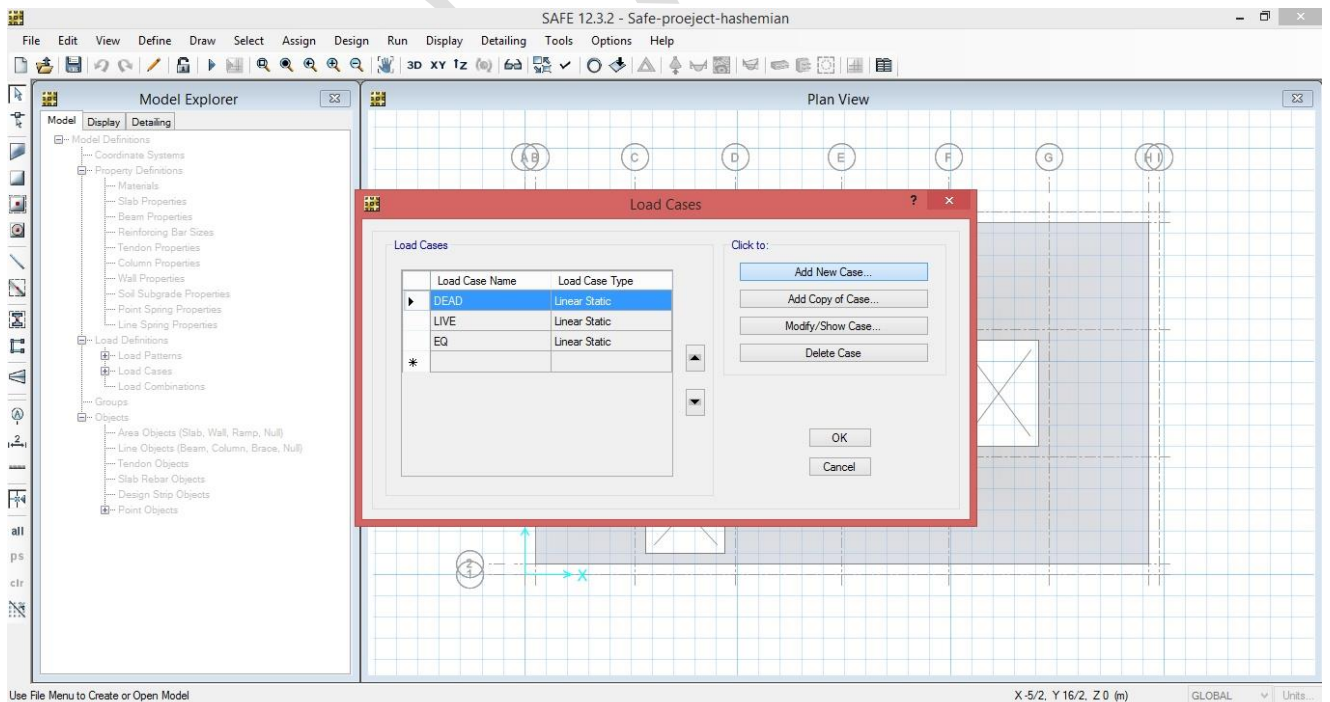 SAFE 12.3.2 - Safe-proeject-hashemian
File Edit View Define Draw Select Assign Design Run Display Detailing Tools Options Help
3D XY
Model Explorer
Model Display Detailing
Model Definitions
Coordinate Systems
Property Definitions
Materials
Slab Properties
Beam Properties
Reinforcing Bar Sizes
Tendon Properties
Column Properties
Wall Properties
Soil Subgrade Properties
Point Spring Properties
Line Spring Properties
Load Definitions
Load Patterns
Load Cases
Load Combinations
Groups
Objects
Area Objects (Slab, Wall, Ramp, Null)
Line Objects (Beam, Column, Brace, Null)
Tendon Objects
Slab Rebar Objects
Design Strip Objects
Point Objects
all
ps
clr
Plan View
A B C D E F G H I
Load Cases ?
Load Cases
Load Case Name Load Case Type
DEAD Linear Static
LIVE Linear Static
EQ Linear Static
*
Click to:
Add New Case...
Add Copy of Case...
Modify/Show Case...
Delete Case
OK
Cancel
2
1
X
Use File Menu to Create or Open Model
X -5/2, Y 16/2, Z 0 (m) GLOBAL Units...